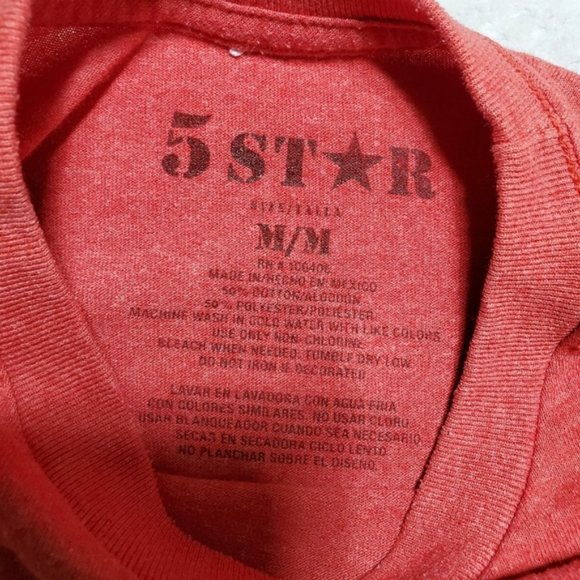 5 ST★R
SIZE/TALLA
M/M
RN # 106406
MADE IN/HECHO EN MEXICO
50% COTTON/ALGODÓN
50% POLYESTER/POLIESTER
MACHINE WASH IN COLD WATER WITH LIKE COLORS
USE ONLY NON-CHLORINE
BLEACH WHEN NEEDED. TUMBLE DRY LOW
DO NOT IRON IF DECORATED
LAVAR EN LAVADORA CON AGUA FRIA
CON COLORES SIMILARES. NO USAR CLORO
USAR BLANQUEADOR CUANDO SEA NECESARIO.
SECAR EN SECADORA CICLO LENTO.
NO PLANCHAR SOBRE EL DISEÑO.